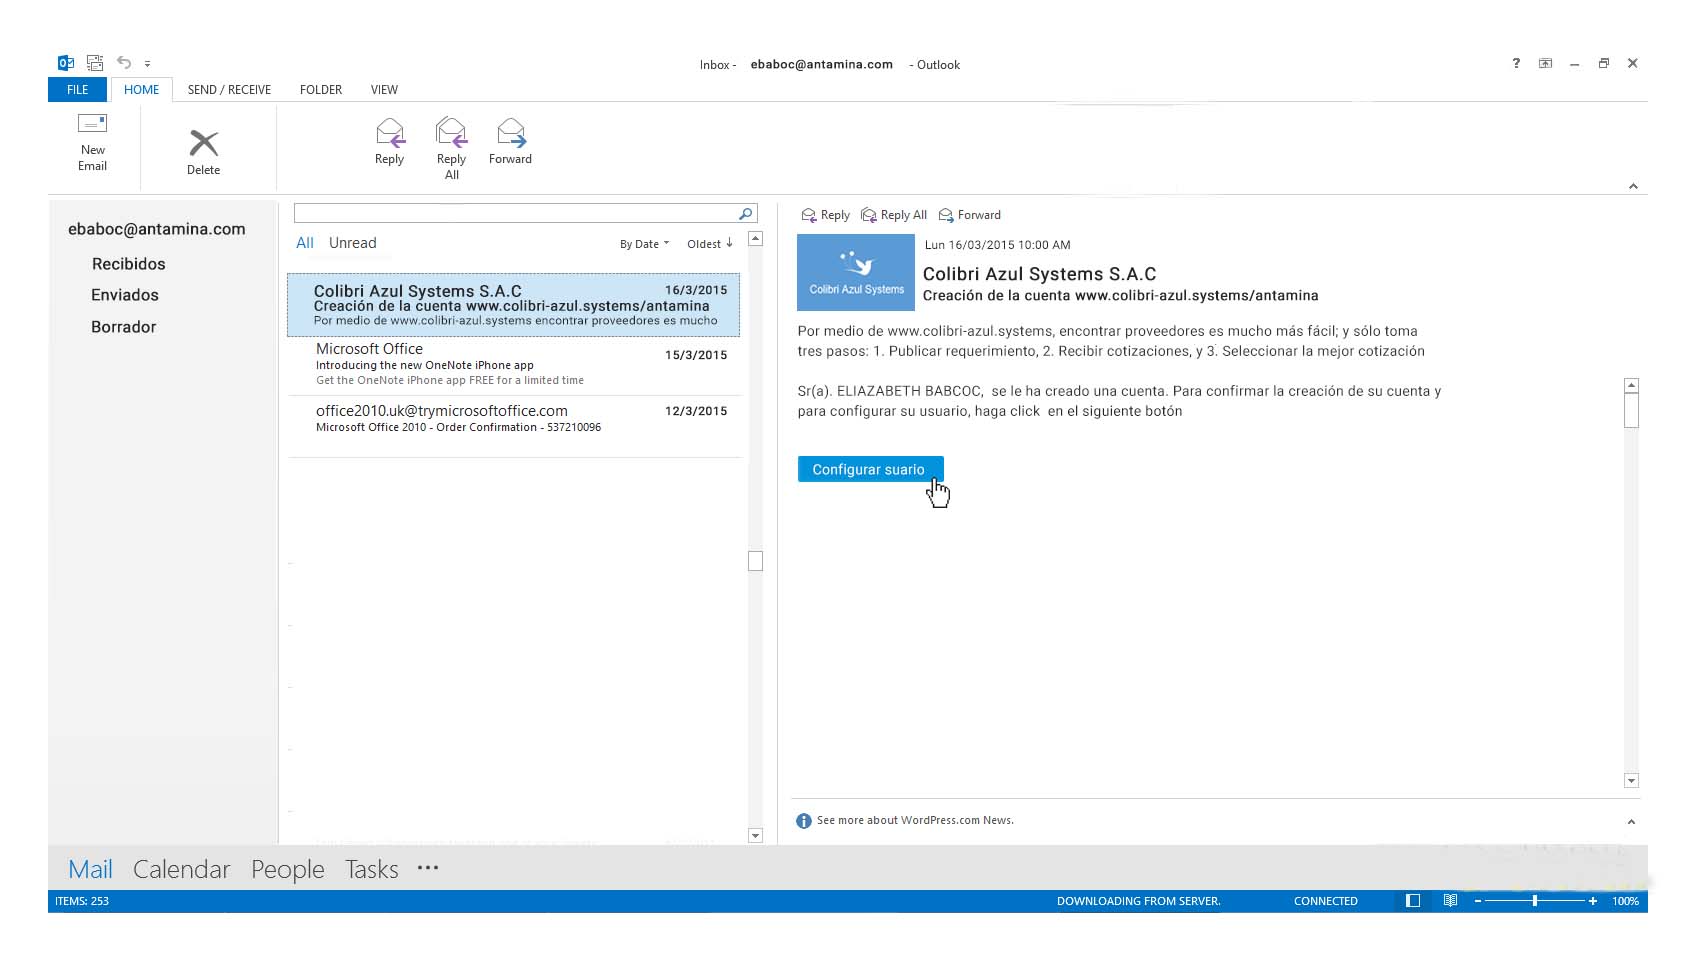 Inbox - ebaboc@antamina.com - Outlook
?
FILE HOME SEND / RECEIVE FOLDER VIEW
New
Email
Delete
Reply
Reply
All
Forward
ebaboc@antamina.com
Recibidos
Enviados
Borrador
All Unread
By Date Oldest
Colibri Azul Systems S.A.C 16/3/2015
Creación de la cuenta www.colibri-azul.systems/antamina
Por medio de www.colibri-azul.systems encontrar proveedores es mucho
Microsoft Office 15/3/2015
Introducing the new OneNote iPhone app
Get the OneNote iPhone app FREE for a limited time
office2010.uk@trymicrosoftoffice.com 12/3/2015
Microsoft Office 2010 - Order Confirmation - 537210096
Reply Reply All Forward
Colibri Azul Systems
Lun 16/03/2015 10:00 AM
Colibri Azul Systems S.A.C
Creación de la cuenta www.colibri-azul.systems/antamina
Por medio de www.colibri-azul.systems, encontrar proveedores es mucho más fácil; y sólo toma
tres pasos: 1. Publicar requerimiento, 2. Recibir cotizaciones, y 3. Seleccionar la mejor cotización
Sr(a). ELIAZABETH BABCOC, se le ha creado una cuenta. Para confirmar la creación de su cuenta y
para configurar su usuario, haga click en el siguiente botón
Configurar suario
See more about WordPress.com News.
Mail Calendar People Tasks ···
ITEMS: 253
DOWNLOADING FROM SERVER. CONNECTED - + 100%